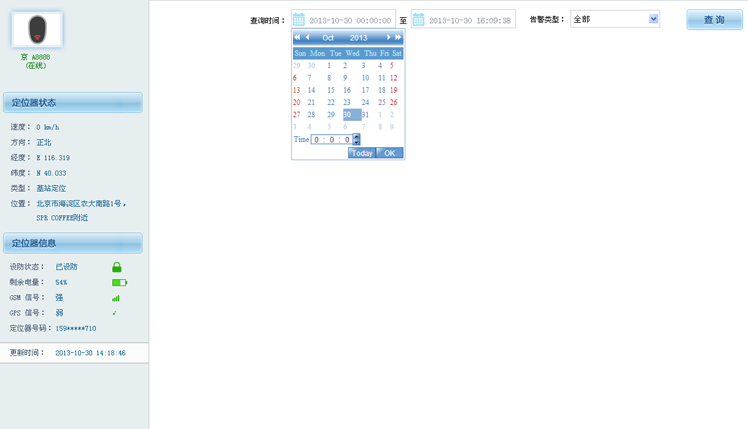 京 A8888
(在线)
定位器状态
速度： 0 km/h
方向： 正北
经度： E 116.319
纬度： N 40.033
类型： 基站定位
位置： 北京市海淀区农大南路1号，
SPR COFFEE附近
定位器信息
设防状态： 已设防
剩余电量： 54%
GSM 信号： 强
GPS 信号： 弱
定位器号码： 159*****710
更新时间： 2013-10-30 14:18:46
查询时间： 2013-10-30 00:00:00 至 2013-10-30 16:09:38 告警类型： 全部 查 询
Oct 2013
Sun Mon Tue Wed Thu Fri Sat
29 30 1 2 3 4 5
6 7 8 9 10 11 12
13 14 15 16 17 18 19
20 21 22 23 24 25 26
27 28 29 30 31 1 2
3 4 5 6 7 8 9
Time 0 : 0 : 0
Today OK